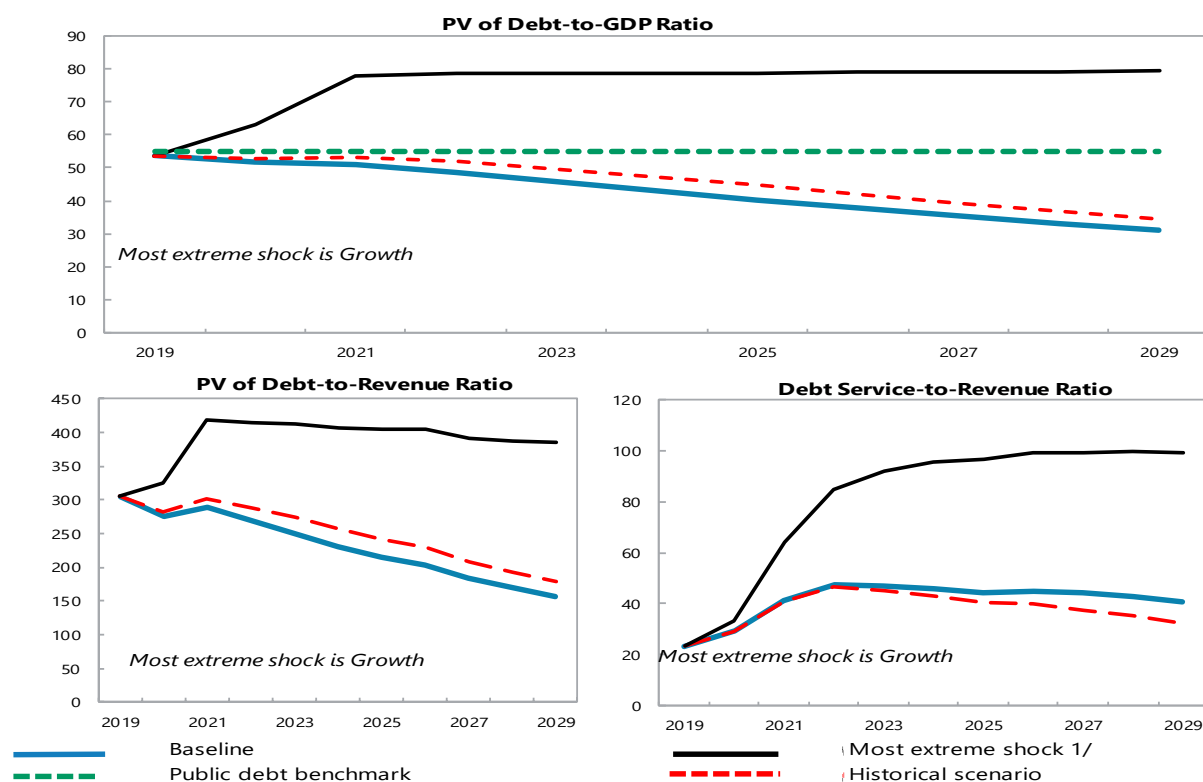 PV of Debt-to-GDP Ratio
90
80
70
60
50
40
30
20
10
0
Most extreme shock is Growth
2019 2021 2023 2025 2027 2029
PV of Debt-to-Revenue Ratio
450
400
350
300
250
200
150
100
50
0
Most extreme shock is Growth
2019 2021 2023 2025 2027 2029
Debt Service-to-Revenue Ratio
120
100
80
60
40
20
0
Most extreme shock is Growth
2019 2021 2023 2025 2027 2029
Baseline
Most extreme shock 1/
Public debt benchmark
Historical scenario